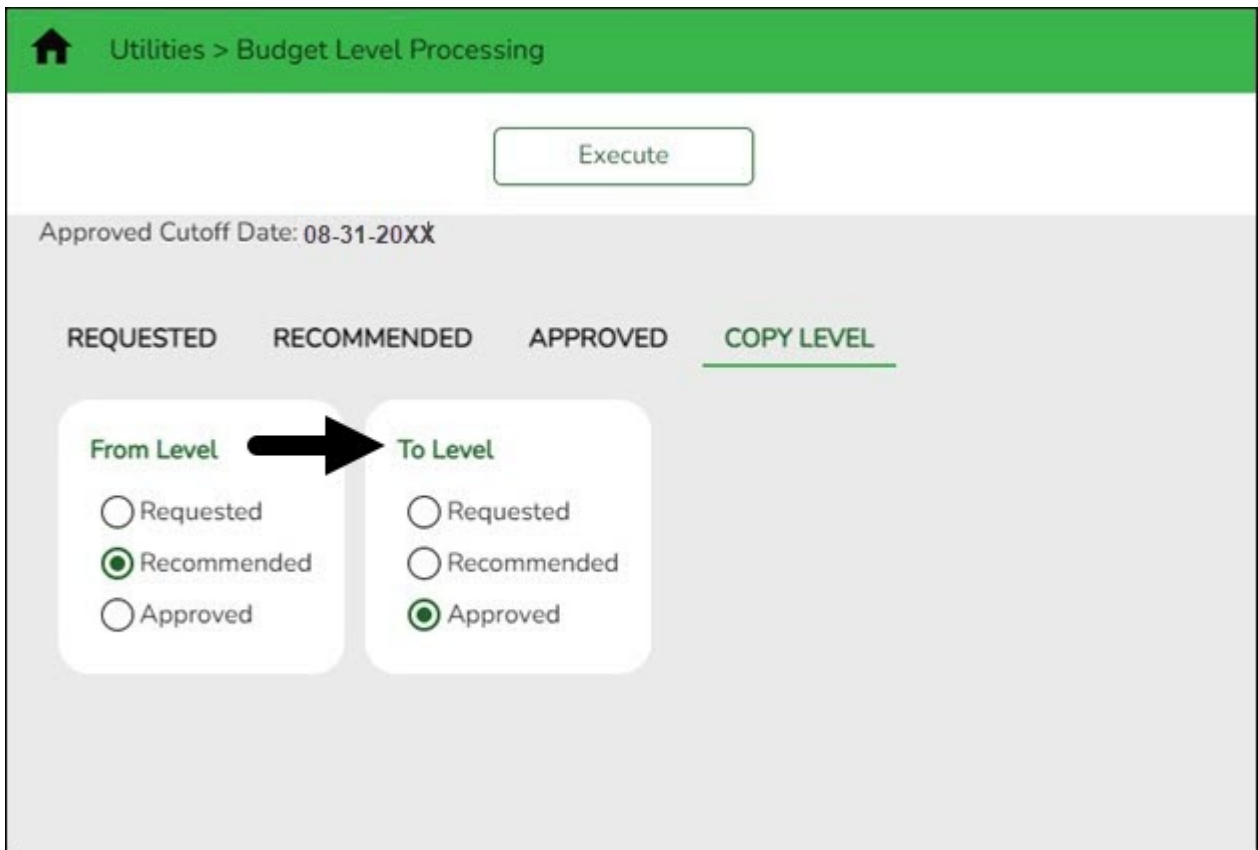 Utilities > Budget Level Processing
Execute
Approved Cutoff Date: 08-31-20XX
REQUESTED RECOMMENDED APPROVED COPY LEVEL
From Level To Level
Requested Requested
Recommended Recommended
Approved Approved